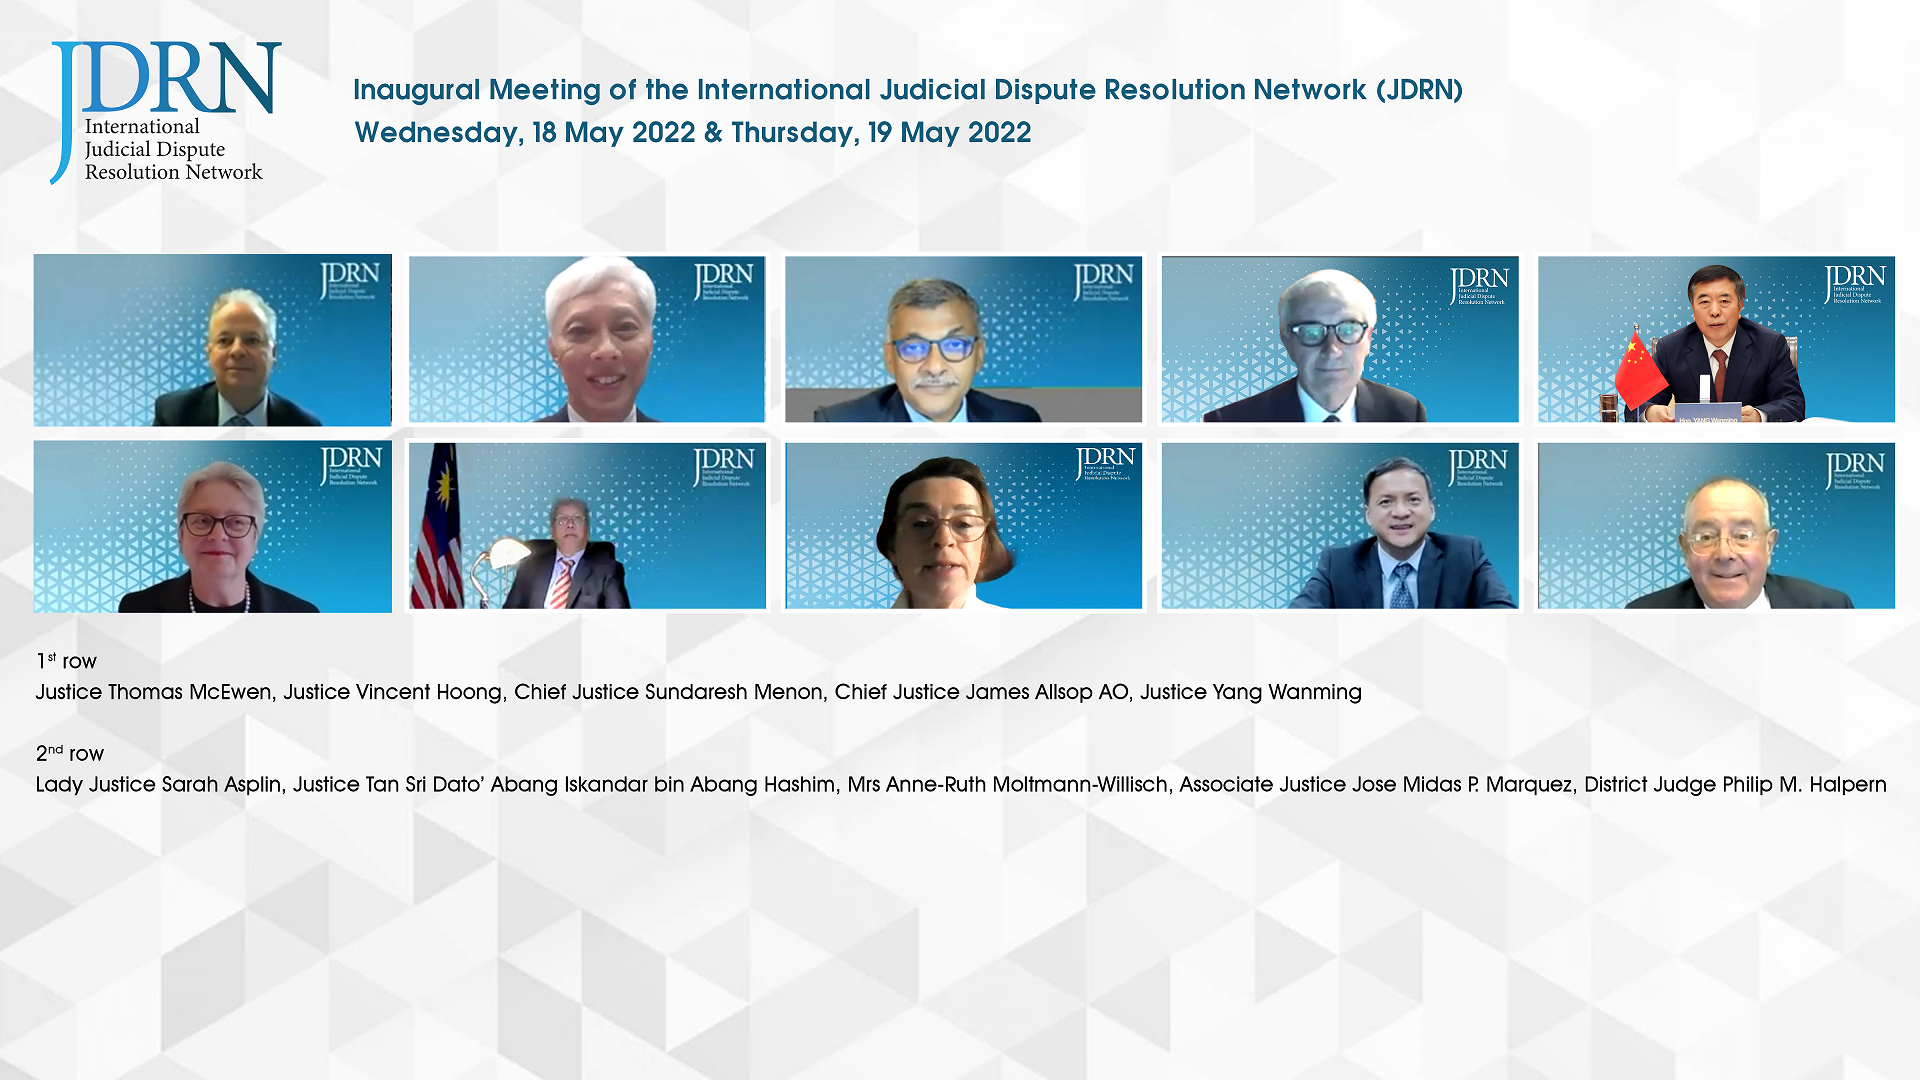 JDRN
International
Judicial Dispute
Resolution Network
Inaugural Meeting of the International Judicial Dispute Resolution Network (JDRN)
Wednesday, 18 May 2022 & Thursday, 19 May 2022
JDRN
International
Judicial Dispute
Resolution Network
JDRN
International
Judicial Dispute
Resolution Network
JDRN
International
Judicial Dispute
Resolution Network
JDRN
International
Judicial Dispute
Resolution Network
JDRN
International
Judicial Dispute
Resolution Network
Hon. YANG Wanming
JDRN
International
Judicial Dispute
Resolution Network
JDRN
International
Judicial Dispute
Resolution Network
JDRN
International
Judicial Dispute
Resolution Network
JDRN
International
Judicial Dispute
Resolution Network
JDRN
International
Judicial Dispute
Resolution Network
1st row
Justice Thomas McEwen, Justice Vincent Hoong, Chief Justice Sundaresh Menon, Chief Justice James Allsop AO, Justice Yang Wanming
2nd row
Lady Justice Sarah Asplin, Justice Tan Sri Dato’ Abang Iskandar bin Abang Hashim, Mrs Anne-Ruth Moltmann-Willisch, Associate Justice Jose Midas P. Marquez, District Judge Philip M. Halpern